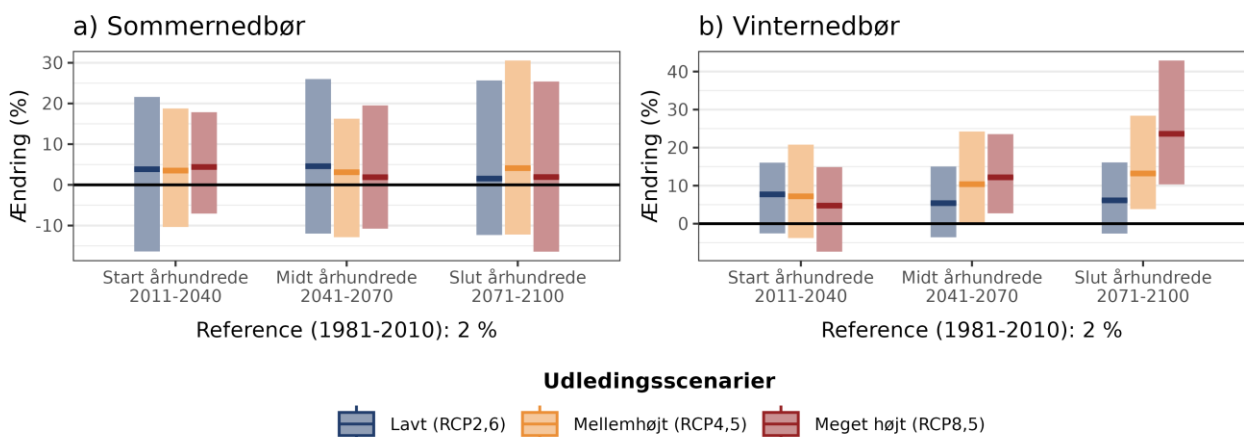 a) Sommernedbør
Ændring (%)
30
20
10
0
-10
Start århundrede
2011-2040
Midt århundrede
2041-2070
Slut århundrede
2071-2100
Reference (1981-2010): 2 %
b) Vinternedbør
Ændring (%)
40
30
20
10
0
Start århundrede
2011-2040
Midt århundrede
2041-2070
Slut århundrede
2071-2100
Reference (1981-2010): 2 %
Udledingsscenarier
Lavt (RCP2,6)
Mellemhøjt (RCP4,5)
Meget højt (RCP8,5)